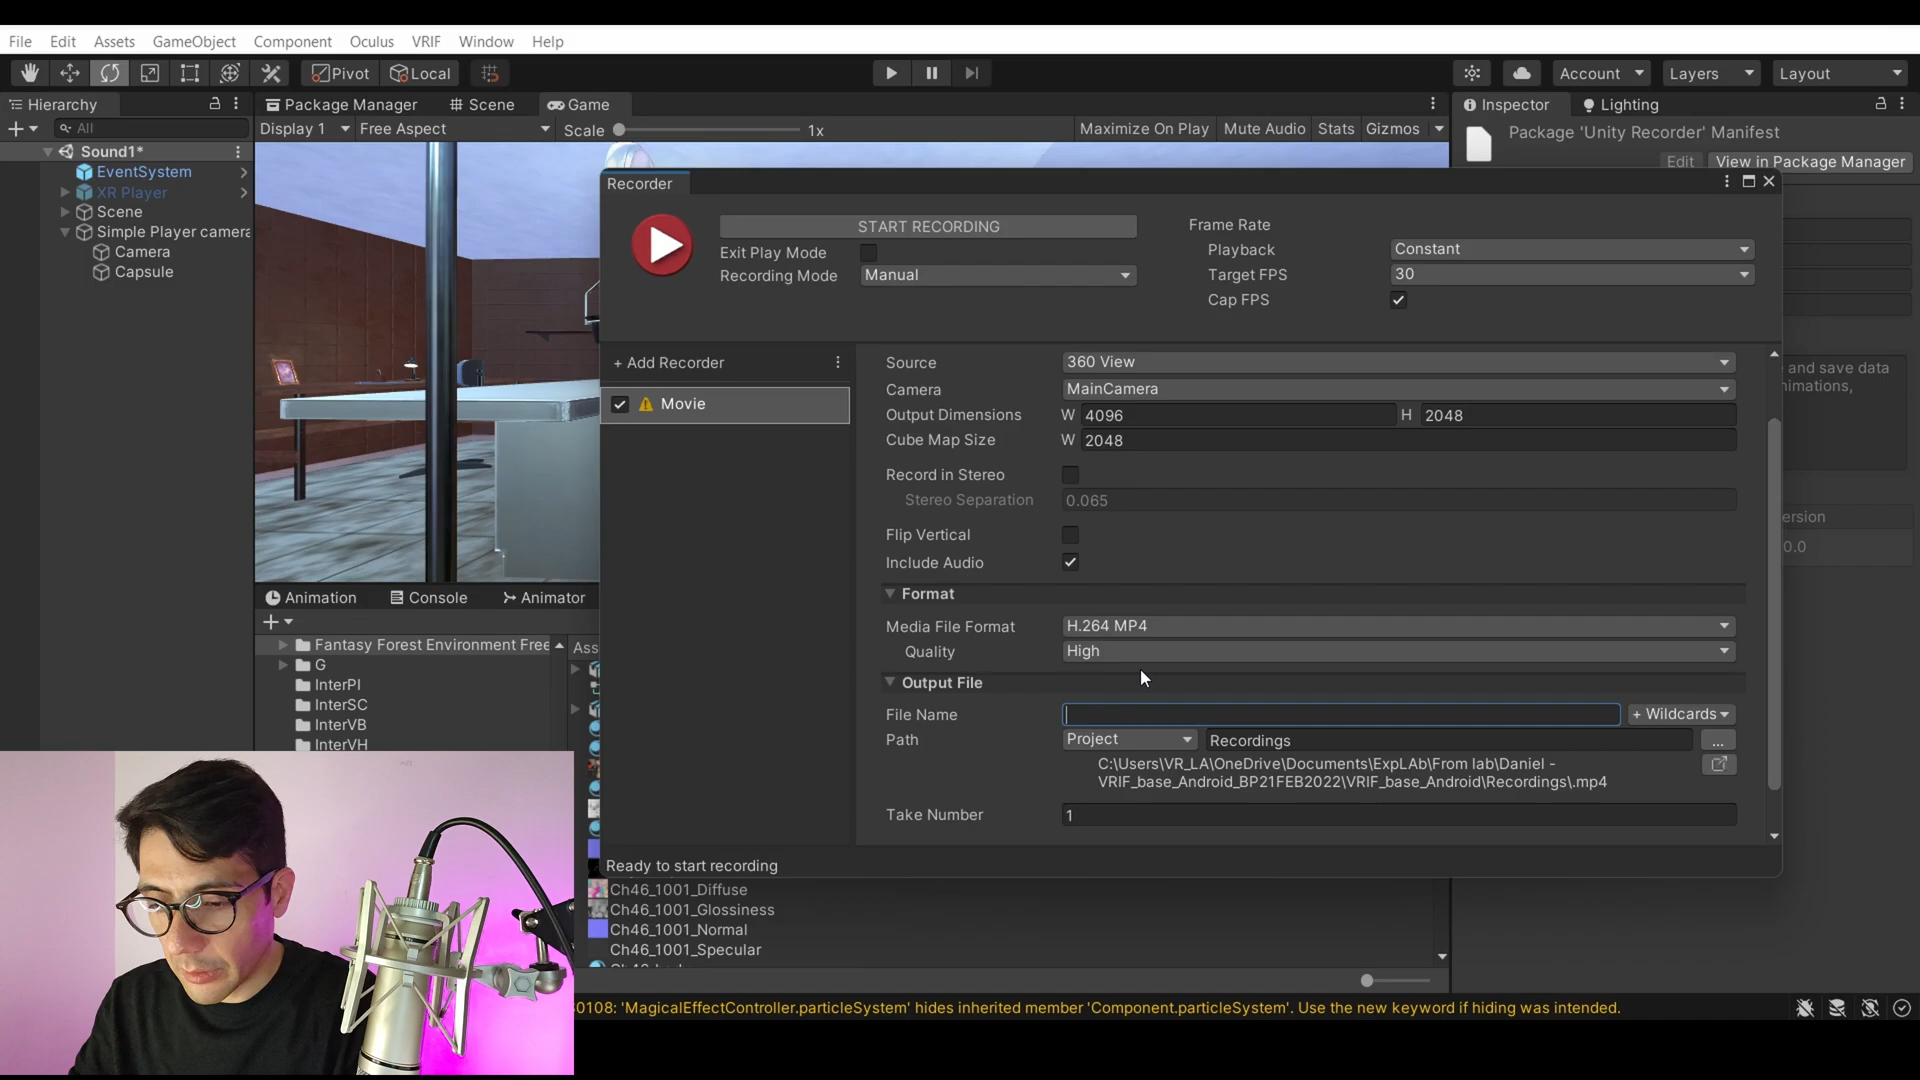 File Edit Assets GameObject Component Oculus VRIF Window Help
Pivot Local Account Layers Layout
Hierarchy Package Manager Scene Game Inspector Lighting
All Display 1 Free Aspect Scale 1x Maximize On Play Mute Audio Stats Gizmos
Package 'Unity Recorder' Manifest
Edit View in Package Manager
Sound1*
EventSystem
XR Player
Scene
Simple Player camera
Camera
Capsule
Recorder
START RECORDING
Exit Play Mode
Recording Mode Manual
Frame Rate
Playback Constant
Target FPS 30
Cap FPS
+ Add Recorder
Movie
Source 360 View
Camera MainCamera
Output Dimensions W 4096 H 2048
Cube Map Size W 2048
Record in Stereo
Stereo Separation 0.065
Flip Vertical
Include Audio
Format
Media File Format H.264 MP4
Quality High
Output File
File Name + Wildcards
Path Project Recordings ...
C:\Users\VR_LA\OneDrive\Documents\ExpLAb\From lab\Daniel -
VRIF_base_Android_BP21FEB2022\VRIF_base_Android\Recordings\.mp4
Take Number 1
Ready to start recording
and save data
nimations,
ersion
0.0
Animation Console Animator
Fantasy Forest Environment Free
Ass
G
InterPI
InterSC
InterVB
InterVH
Ch46_1001_Diffuse
Ch46_1001_Glossiness
Ch46_1001_Normal
Ch46_1001_Specular
0108: 'MagicalEffectController.particleSystem' hides inherited member 'Component.particleSystem'. Use the new keyword if hiding was intended.